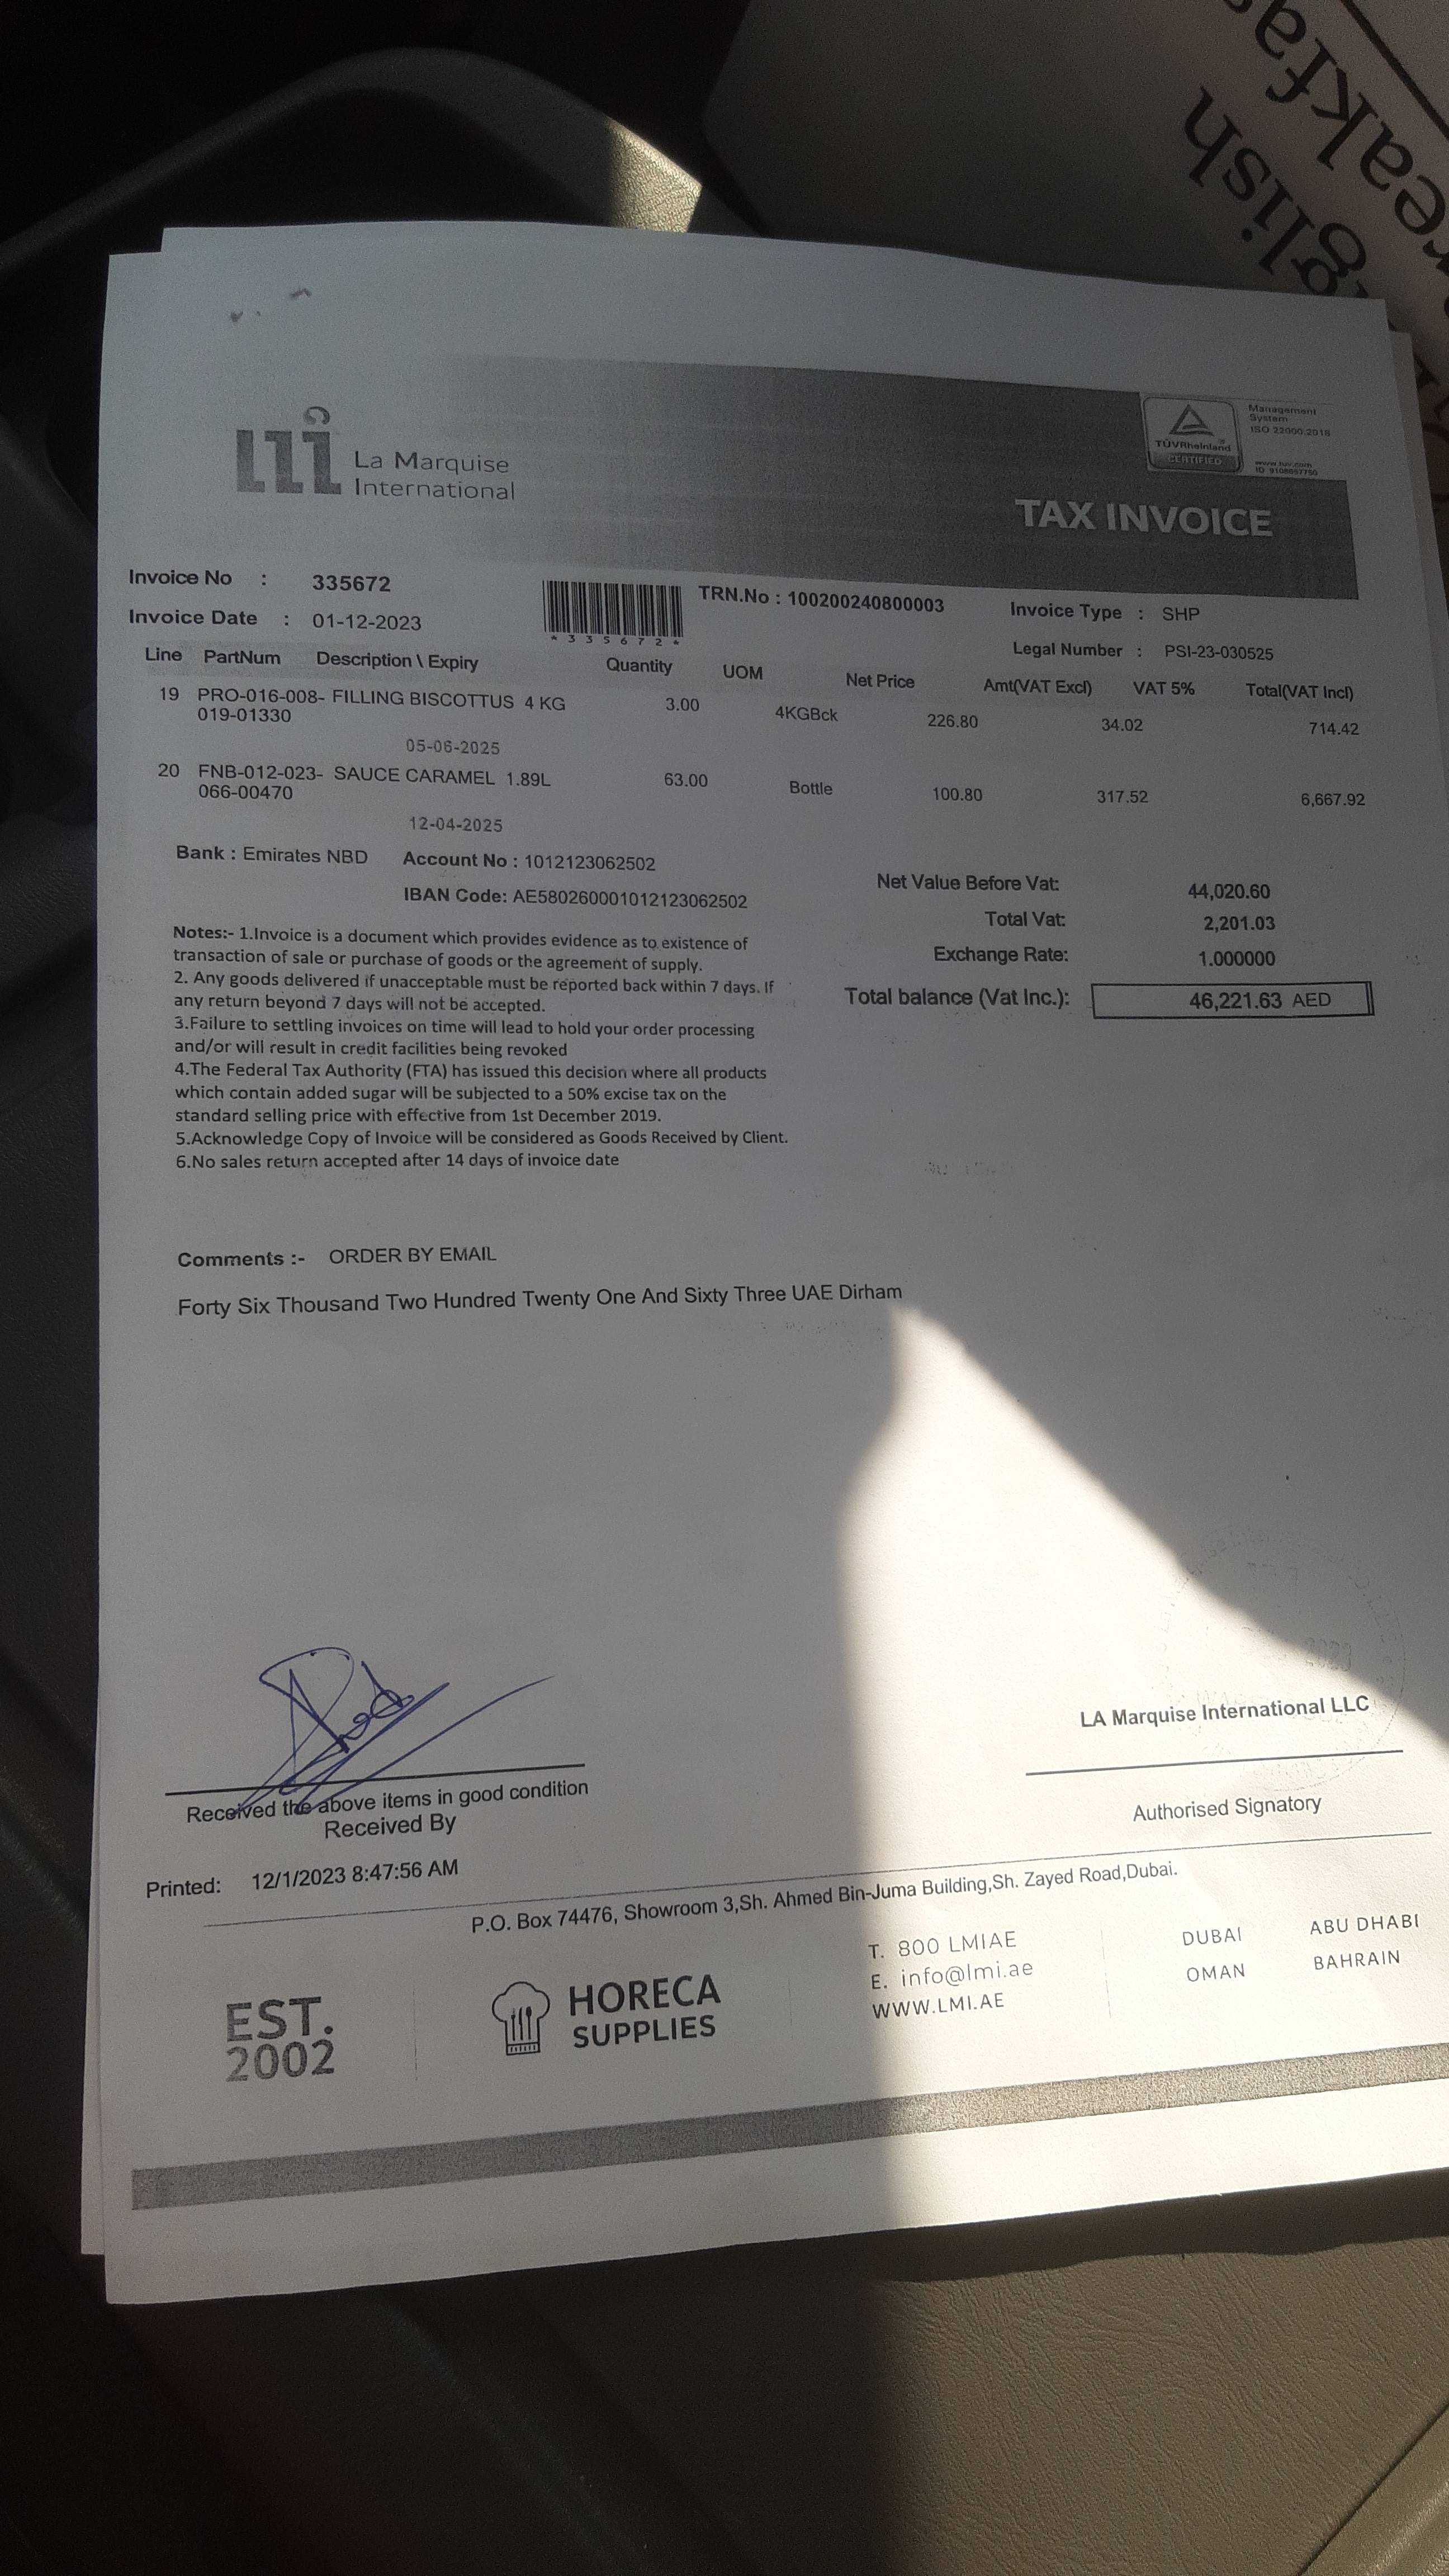 glish
reakfa
La Marquise
International
TÜVRheinland
CERTIFIED
Management
System
ISO 22000:2018
www.tuv.com
ID 9108657780
TAX INVOICE
Invoice No : 335672
TRN.No : 100200240800003
Invoice Type : SHP
Invoice Date : 01-12-2023
*335672*
Legal Number : PSI-23-030525
Line PartNum Description \ Expiry Quantity UOM Net Price Amt(VAT Excl) VAT 5% Total(VAT Incl)
19 PRO-016-008- FILLING BISCOTTUS 4 KG 3.00 4KGBck 226.80 34.02 714.42
019-01330
05-06-2025
20 FNB-012-023- SAUCE CARAMEL 1.89L 63.00 Bottle 100.80 317.52 6,667.92
066-00470
12-04-2025
Bank : Emirates NBD Account No : 1012123062502
IBAN Code: AE580260001012123062502
Net Value Before Vat: 44,020.60
Total Vat: 2,201.03
Exchange Rate: 1.000000
Total balance (Vat Inc.): 46,221.63 AED
Notes:- 1.Invoice is a document which provides evidence as to existence of
transaction of sale or purchase of goods or the agreement of supply.
2. Any goods delivered if unacceptable must be reported back within 7 days. If
any return beyond 7 days will not be accepted.
3.Failure to settling invoices on time will lead to hold your order processing
and/or will result in credit facilities being revoked
4.The Federal Tax Authority (FTA) has issued this decision where all products
which contain added sugar will be subjected to a 50% excise tax on the
standard selling price with effective from 1st December 2019.
5.Acknowledge Copy of Invoice will be considered as Goods Received by Client.
6.No sales return accepted after 14 days of invoice date
Comments :- ORDER BY EMAIL
Forty Six Thousand Two Hundred Twenty One And Sixty Three UAE Dirham
2023
LA Marquise International LLC
Received the above items in good condition
Received By
Authorised Signatory
Printed: 12/1/2023 8:47:56 AM
P.O. Box 74476, Showroom 3,Sh. Ahmed Bin-Juma Building,Sh. Zayed Road,Dubai.
EST.
2002
HORECA
SUPPLIES
T. 800 LMIAE
E. info@lmi.ae
WWW.LMI.AE
DUBAI ABU DHABI
OMAN BAHRAIN